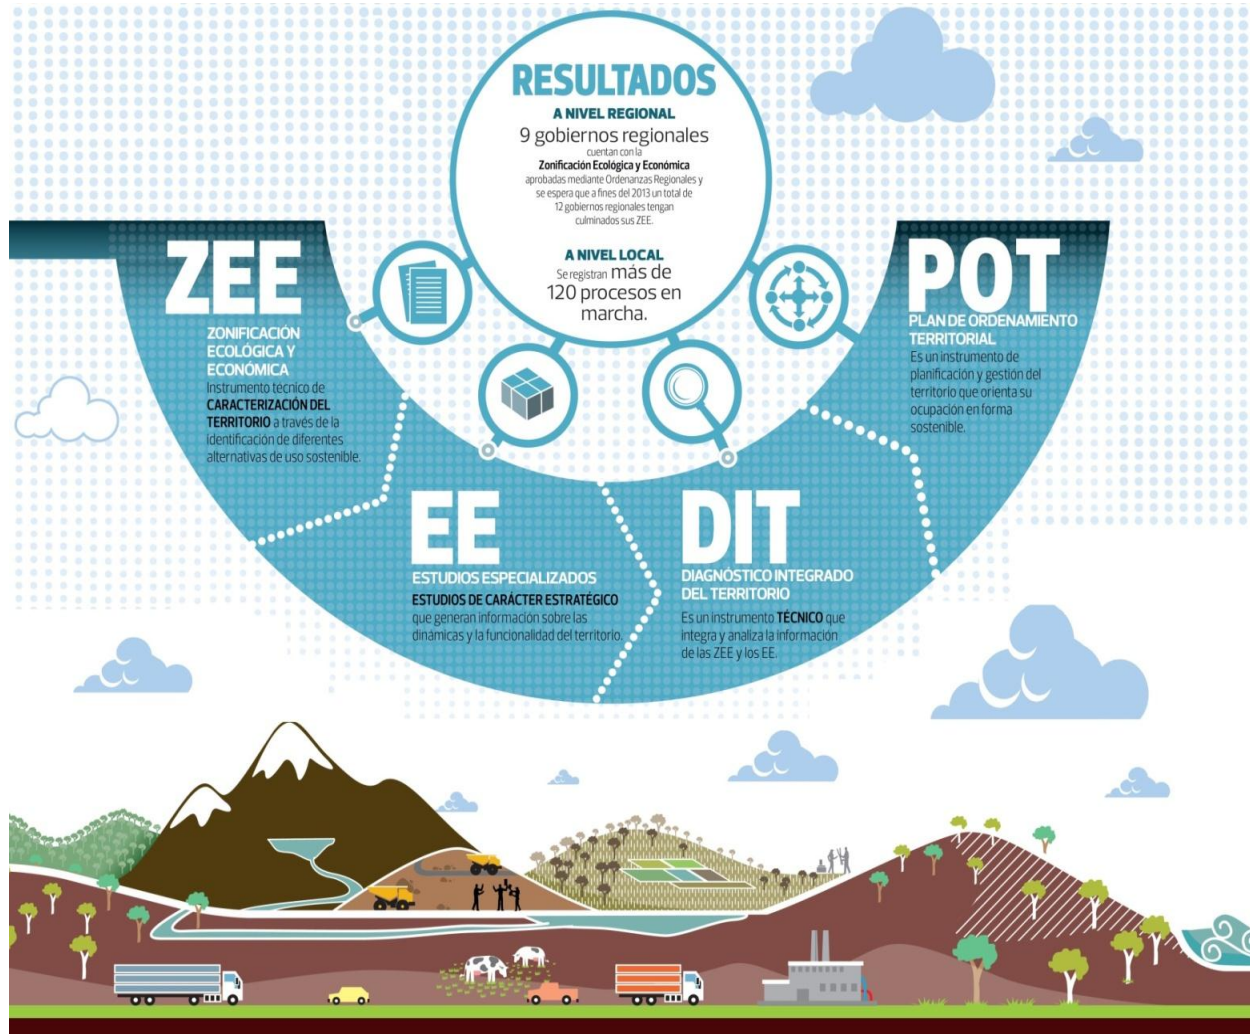 RESULTADOS
A NIVEL REGIONAL
9 gobiernos regionales
cuentan con la
Zonificación Ecológica y Económica
aprobadas mediante Ordenanzas Regionales y
se espera que a fines del 2013 un total de
12 gobiernos regionales tengan
culminados sus ZEE.
A NIVEL LOCAL
Se registran más de
120 procesos en
marcha.
ZEE
ZONIFICACIÓN
ECOLÓGICA Y
ECONÓMICA
Instrumento técnico de
CARACTERIZACIÓN DEL
TERRITORIO a través de la
identificación de diferentes
alternativas de uso sostenible.
EE
ESTUDIOS ESPECIALIZADOS
ESTUDIOS DE CARÁCTER ESTRATÉGICO
que generan información sobre las
dinámicas y la funcionalidad del territorio.
DIT
DIAGNÓSTICO INTEGRADO
DEL TERRITORIO
Es un instrumento TÉCNICO que
integra y analiza la información
de las ZEE y los EE.
POT
PLAN DE ORDENAMIENTO
TERRITORIAL
Es un instrumento de
planificación y gestión del
territorio que orienta su
ocupación en forma
sostenible.